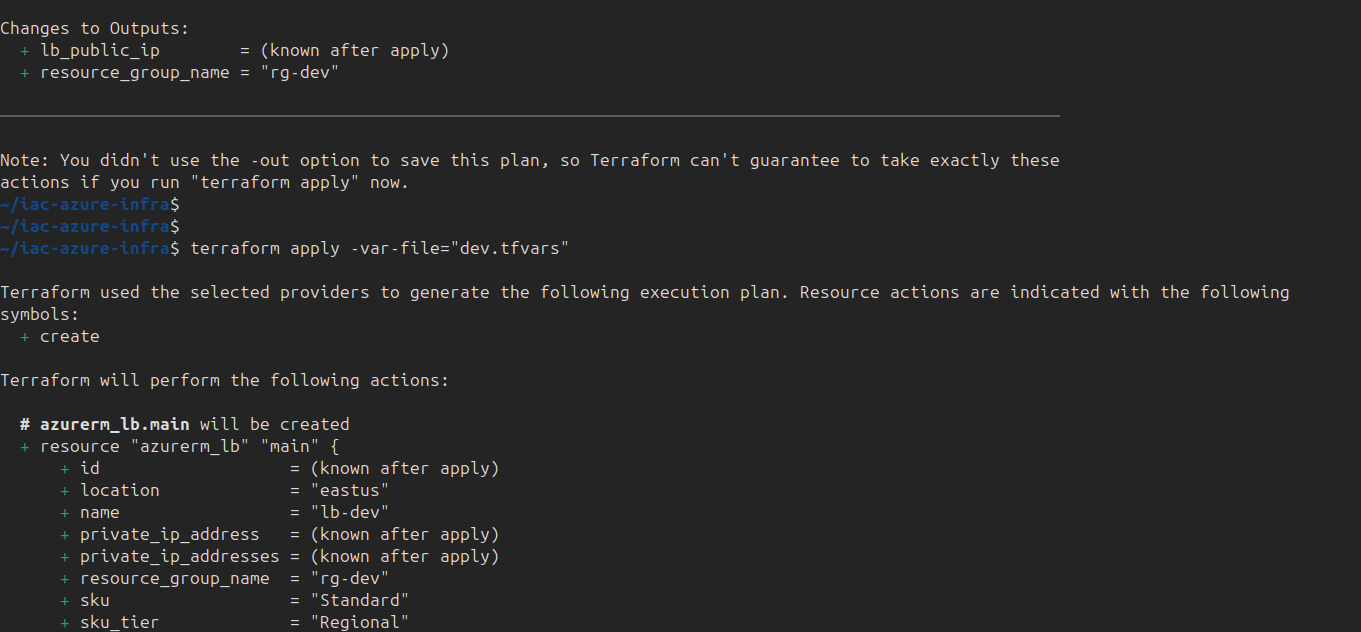 Changes to Outputs:
  + lb_public_ip        = (known after apply)
  + resource_group_name = "rg-dev"
Note: You didn't use the -out option to save this plan, so Terraform can't guarantee to take exactly these
actions if you run "terraform apply" now.
~/iac-azure-infra$
~/iac-azure-infra$
~/iac-azure-infra$ terraform apply -var-file="dev.tfvars"
Terraform used the selected providers to generate the following execution plan. Resource actions are indicated with the following
symbols:
  + create
Terraform will perform the following actions:
  # azurerm_lb.main will be created
  + resource "azurerm_lb" "main" {
      + id                   = (known after apply)
      + location             = "eastus"
      + name                 = "lb-dev"
      + private_ip_address   = (known after apply)
      + private_ip_addresses = (known after apply)
      + resource_group_name  = "rg-dev"
      + sku                  = "Standard"
      + sku_tier             = "Regional"